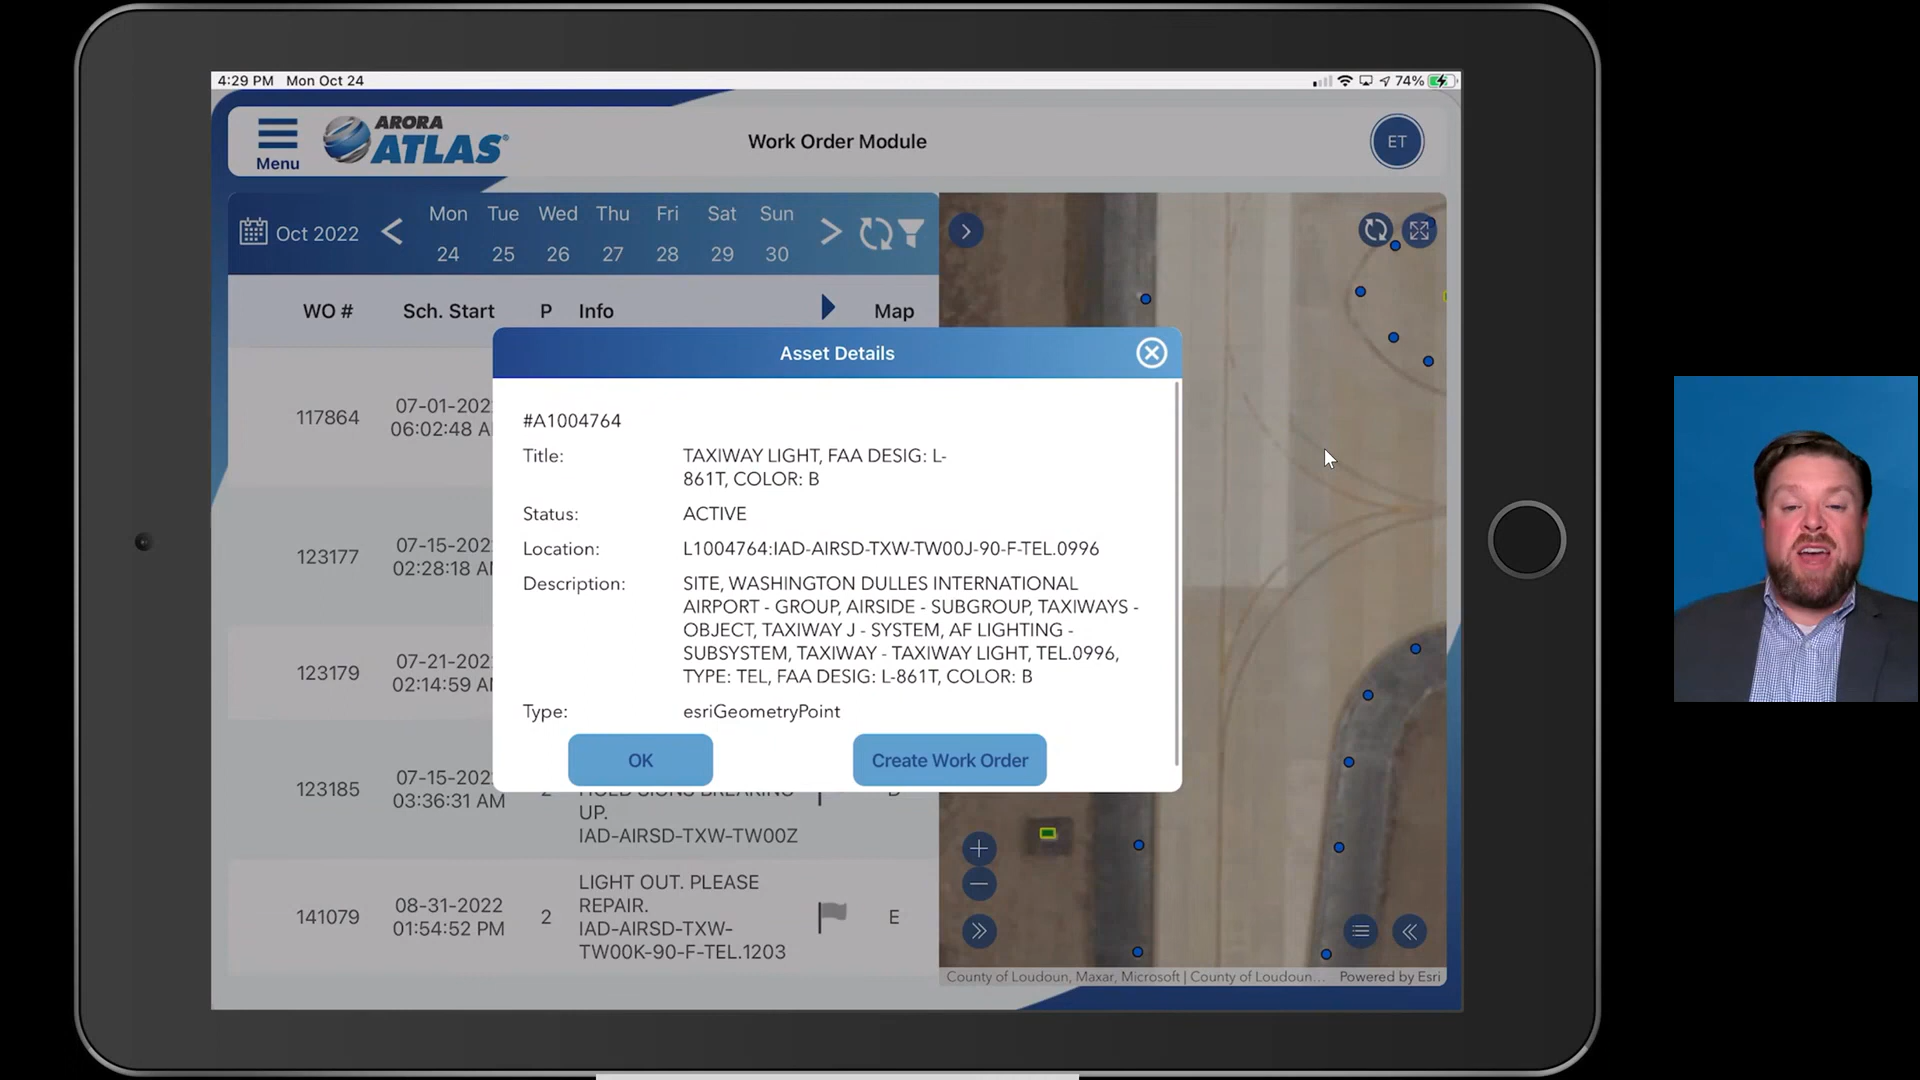 4:29 PM Mon Oct 24
74%
Menu
ARORA
ATLAS®
Work Order Module
ET
Oct 2022
Mon Tue Wed Thu Fri Sat Sun
24 25 26 27 28 29 30
WO # Sch. Start P Info Map
117864
07-01-202
06:02:48 A
123177
07-15-202
02:28:18 A
123179
07-21-202
02:14:59 A
123185
07-15-202
03:36:31 AM
UP.
IAD-AIRSD-TXW-TW00Z
141079
08-31-2022
01:54:52 PM
2
LIGHT OUT. PLEASE
REPAIR.
IAD-AIRSD-TXW-
TW00K-90-F-TEL.1203
E
Asset Details
#A1004764
Title: TAXIWAY LIGHT, FAA DESIG: L-
861T, COLOR: B
Status: ACTIVE
Location: L1004764:IAD-AIRSD-TXW-TW00J-90-F-TEL.0996
Description: SITE, WASHINGTON DULLES INTERNATIONAL
AIRPORT - GROUP, AIRSIDE - SUBGROUP, TAXIWAYS -
OBJECT, TAXIWAY J - SYSTEM, AF LIGHTING -
SUBSYSTEM, TAXIWAY - TAXIWAY LIGHT, TEL.0996,
TYPE: TEL, FAA DESIG: L-861T, COLOR: B
Type: esriGeometryPoint
OK
Create Work Order
County of Loudoun, Maxar, Microsoft | County of Loudoun... Powered by Esri